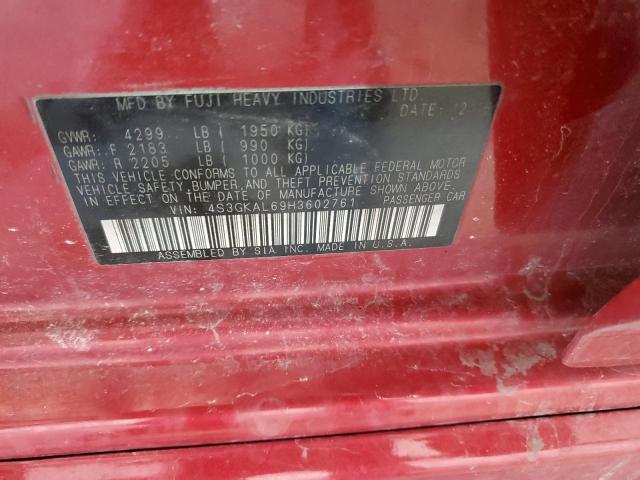 MFD BY FUJI HEAVY INDUSTRIES LTD.
DATE: 12
GVWR: 4299 LB ( 1950 KG)
GAWR: F 2183 LB ( 990 KG)
GAWR: R 2205 LB ( 1000 KG)
THIS VEHICLE CONFORMS TO ALL APPLICABLE FEDERAL MOTOR
VEHICLE SAFETY, BUMPER, AND THEFT PREVENTION STANDARDS
IN EFFECT ON THE DATE OF MANUFACTURE SHOWN ABOVE.
VIN: 4S3GKAL69H3602761 PASSENGER CAR
ASSEMBLED BY SIA INC. MADE IN U.S.A.